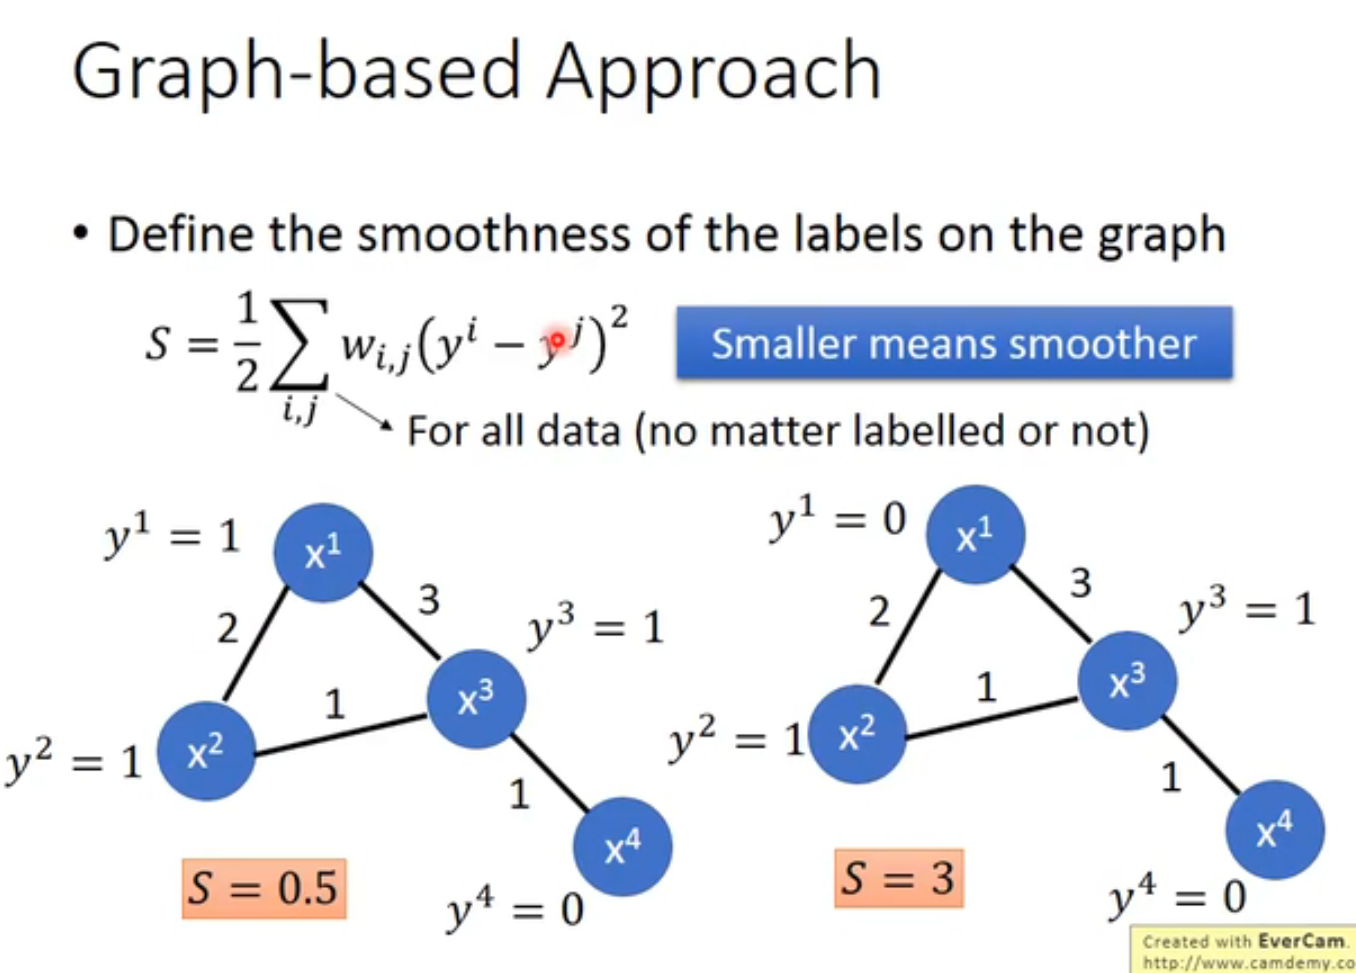 Graph-based Approach
• Define the smoothness of the labels on the graph
S = 1/2 ∑_{i,j} w_{i,j}(y^i − y^j)^2
Smaller means smoother
For all data (no matter labelled or not)
y^1 = 1
x^1
2
3
y^3 = 1
x^3
1
y^2 = 1
x^2
1
x^4
S = 0.5
y^4 = 0
y^1 = 0
x^1
2
3
y^3 = 1
x^3
1
y^2 = 1
x^2
1
x^4
S = 3
y^4 = 0
Created with EverCam.
http://www.camdemy.co